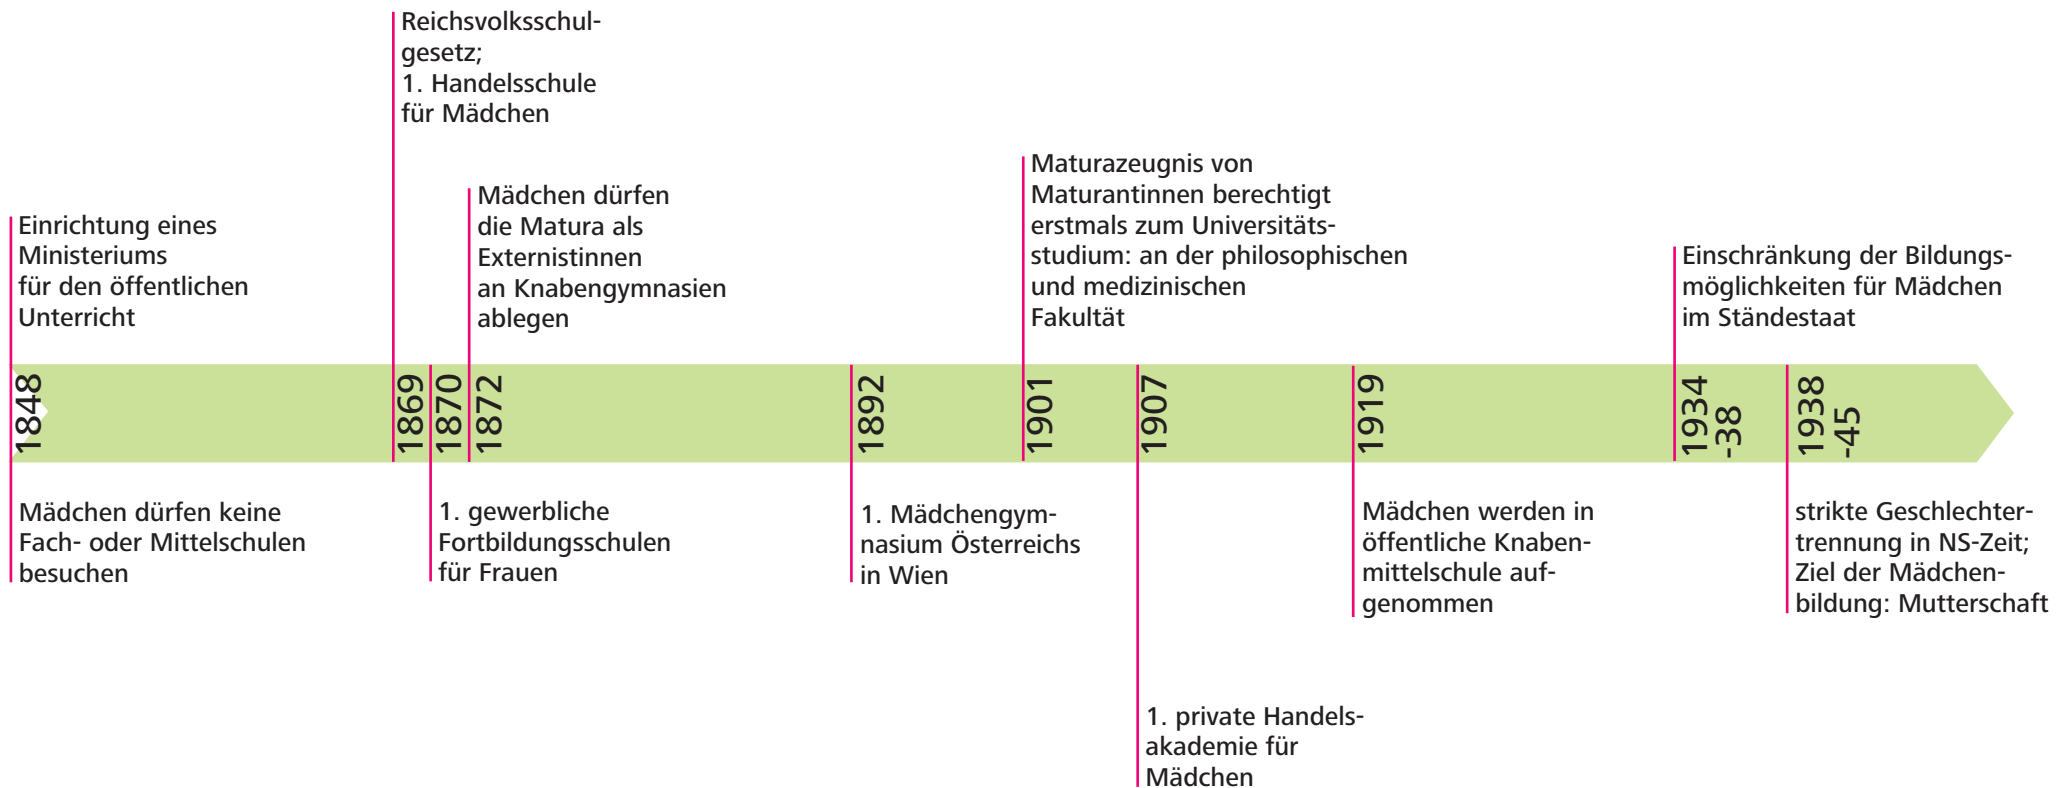 Reichsvolksschul-
gesetz;
1. Handelsschule
für Mädchen
Maturazeugnis von
Maturantinnen berechtigt
erstmals zum Universitäts-
studium: an der philosophischen
und medizinischen
Fakultät
Mädchen dürfen
die Matura als
Externistinnen
an Knabengymnasien
ablegen
Einrichtung eines
Ministeriums
für den öffentlichen
Unterricht
Einschränkung der Bildungs-
möglichkeiten für Mädchen
im Ständestaat
1848
1869
1870
1872
1892
1901
1907
1919
1934
-38
1938
-45
Mädchen dürfen keine
Fach- oder Mittelschulen
besuchen
1. gewerbliche
Fortbildungsschulen
für Frauen
1. Mädchengym-
nasium Österreichs
in Wien
Mädchen werden in
öffentliche Knaben-
mittelschule auf-
genommen
strikte Geschlechter-
trennung in NS-Zeit;
Ziel der Mädchen-
bildung: Mutterschaft
1. private Handels-
akademie für
Mädchen